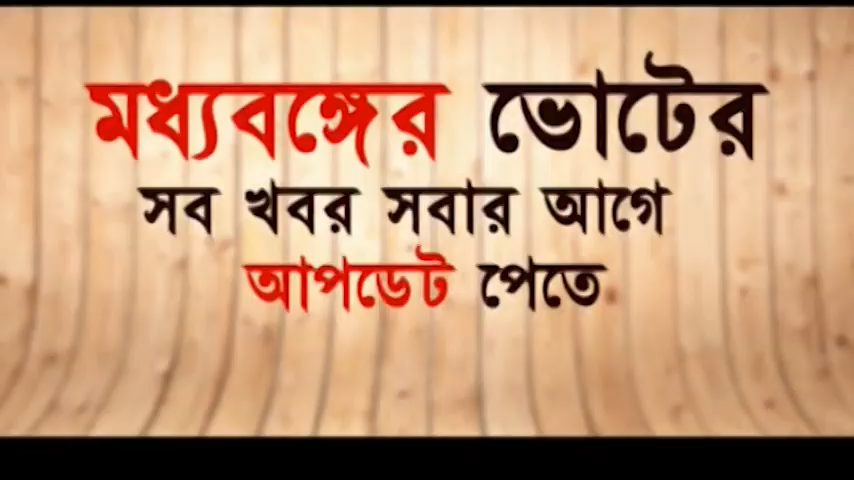 মধ্যবঙ্গের ভোটের
সব খবর সবার আগে
আপডেট পেতে